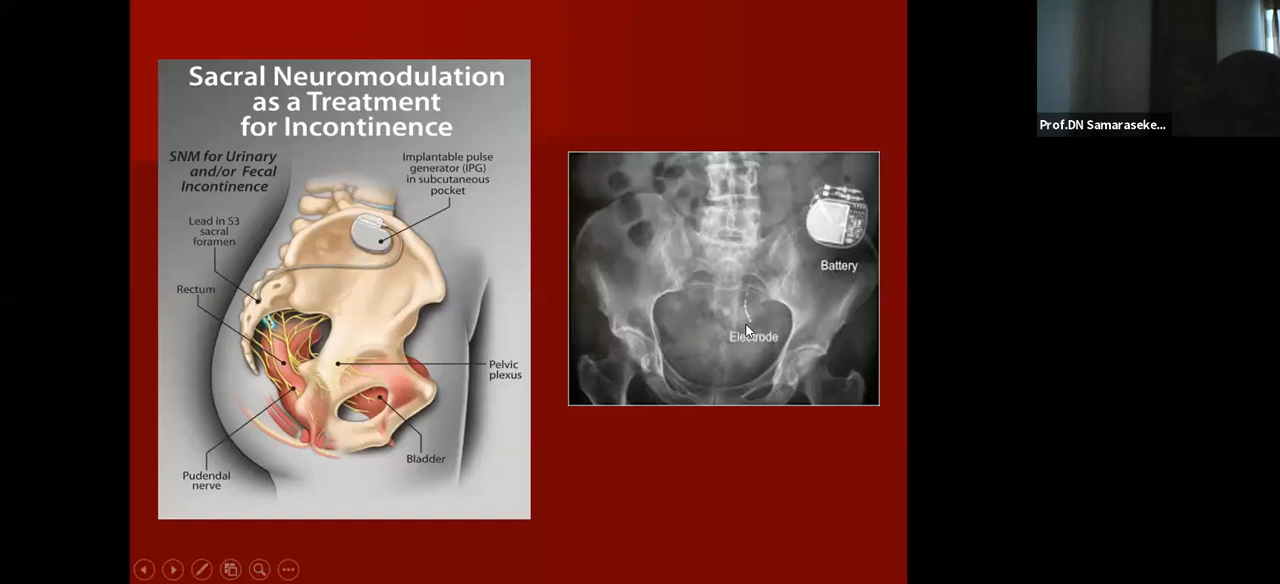 Sacral Neuromodulation
as a Treatment
for Incontinence
SNM for Urinary
and/or Fecal
Incontinence
Implantable pulse
generator (IPG)
in subcutaneous
pocket
Lead in S3
sacral
foramen
Rectum
Pelvic
plexus
Bladder
Pudendal
nerve
Battery
Electrode
Prof.DN Samaraseke...